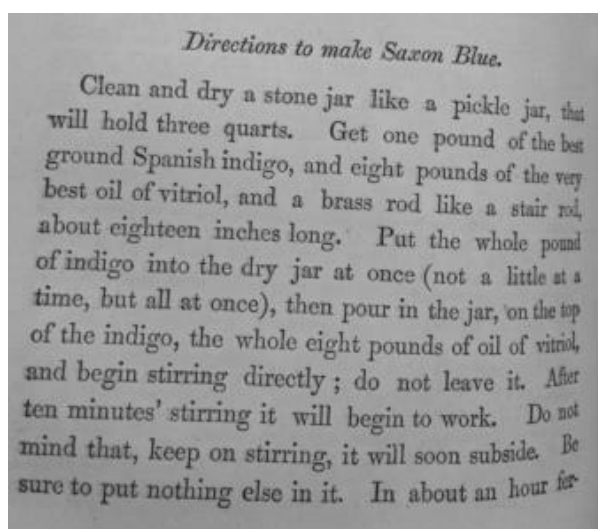 Directions to make Saxon Blue.
Clean and dry a stone jar like a pickle jar, that
will hold three quarts. Get one pound of the best
ground Spanish indigo, and eight pounds of the very
best oil of vitriol, and a brass rod like a stair rod,
about eighteen inches long. Put the whole pound
of indigo into the dry jar at once (not a little at a
time, but all at once), then pour in the jar, on the top
of the indigo, the whole eight pounds of oil of vitriol,
and begin stirring directly; do not leave it. After
ten minutes' stirring it will begin to work. Do not
mind that, keep on stirring, it will soon subside. Be
sure to put nothing else in it. In about an hour fer-